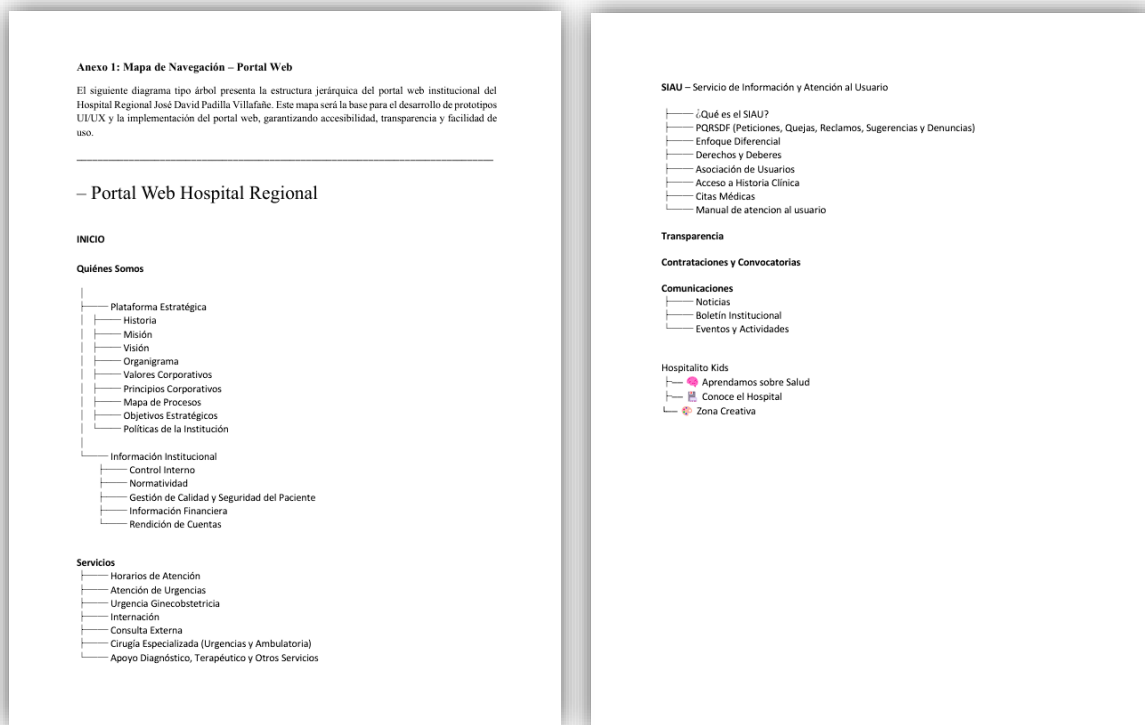 Anexo 1: Mapa de Navegación – Portal Web
El siguiente diagrama tipo árbol presenta la estructura jerárquica del portal web institucional del
Hospital Regional José David Padilla Villafañe. Este mapa será la base para el desarrollo de prototipos
UI/UX y la implementación del portal web, garantizando accesibilidad, transparencia y facilidad de
uso.
– Portal Web Hospital Regional
INICIO
Quiénes Somos
Plataforma Estratégica
Historia
Misión
Visión
Organigrama
Valores Corporativos
Principios Corporativos
Mapa de Procesos
Objetivos Estratégicos
Políticas de la Institución
Información Institucional
Control Interno
Normatividad
Gestión de Calidad y Seguridad del Paciente
Información Financiera
Rendición de Cuentas
Servicios
Horarios de Atención
Atención de Urgencias
Urgencia Ginecobstetricia
Internación
Consulta Externa
Cirugía Especializada (Urgencias y Ambulatoria)
Apoyo Diagnóstico, Terapéutico y Otros Servicios
SIAU – Servicio de Información y Atención al Usuario
¿Qué es el SIAU?
PQRSDF (Peticiones, Quejas, Reclamos, Sugerencias y Denuncias)
Enfoque Diferencial
Derechos y Deberes
Asociación de Usuarios
Acceso a Historia Clínica
Citas Médicas
Manual de atencion al usuario
Transparencia
Contrataciones y Convocatorias
Comunicaciones
Noticias
Boletín Institucional
Eventos y Actividades
Hospitalito Kids
Aprendamos sobre Salud
Conoce el Hospital
Zona Creativa